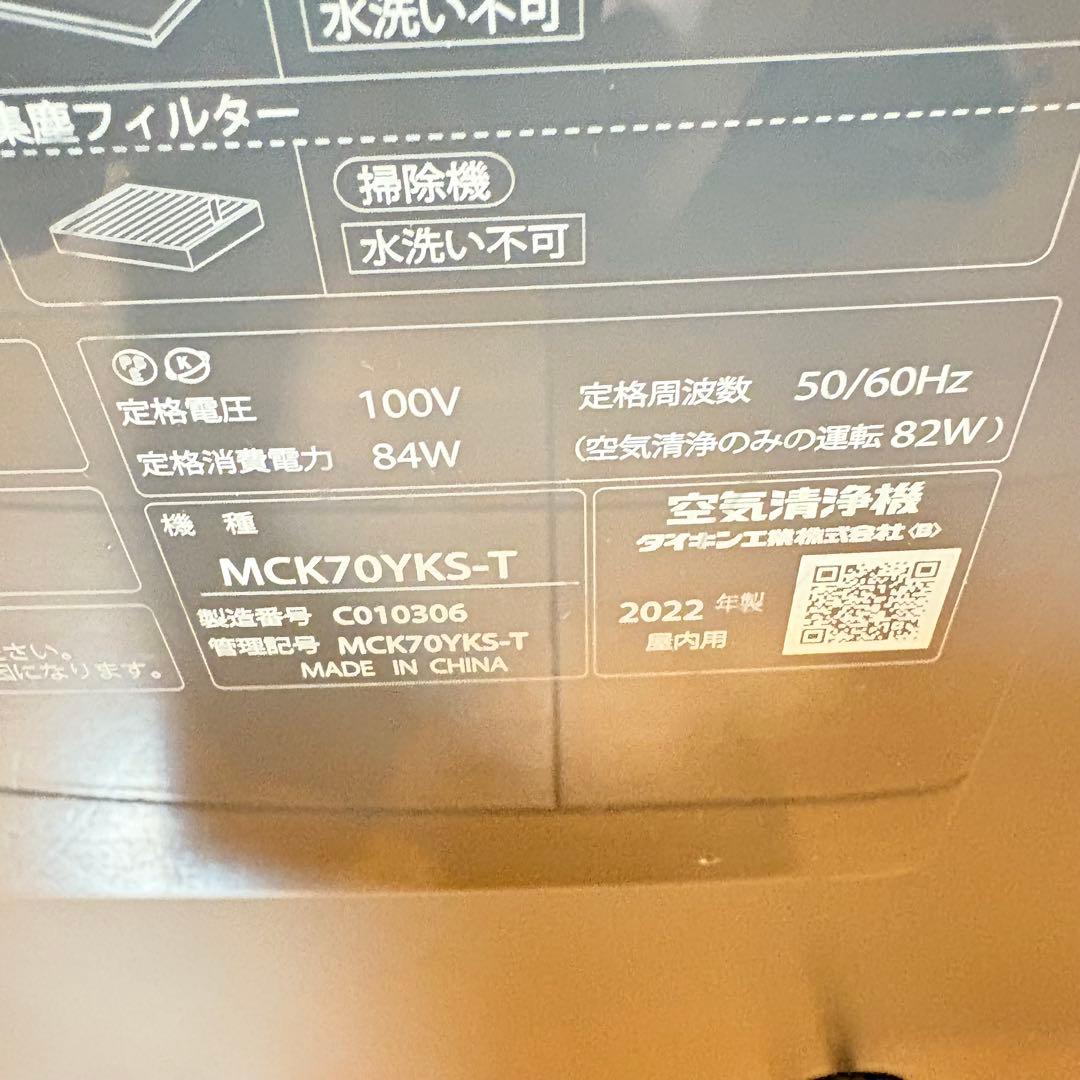 水洗い不可
集塵フィルター
掃除機
水洗い不可
PSE K
定格電圧 100V 定格周波数 50/60Hz
定格消費電力 84W (空気清浄のみの運転 82W)
機 種
MCK70YKS-T
製造番号 C010306
管理記号 MCK70YKS-T
MADE IN CHINA
空気清浄機
ダイキン工業株式会社〈B〉
2022 年製
屋内用
さい。
になります。